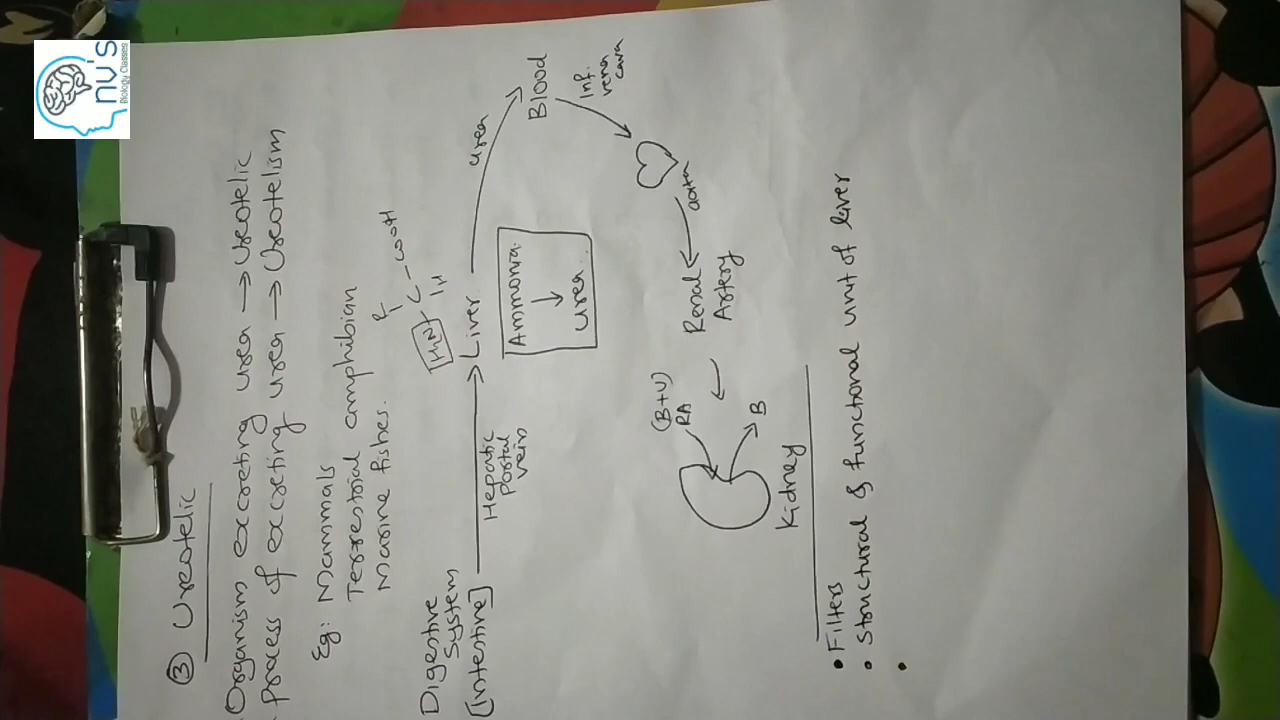 nv's
Biology Classes
③ Ureotelic
Organism excreting urea → Ureotelic
Process of excreting urea → Ureotelism
Eg: Mammals
Terrestrial amphibian
Marine fishes.
R
H₂N - C - COOH
H
Digestive
System
[Intestine]
Hepatic
portal
vein
Liver
urea
Blood
Inf.
vena
cava
Ammonia
↓
urea
aorta
Renal
Artery
(B+U)
RA
B
Kidney
• Filters
• Structural & functional unit of liver
•